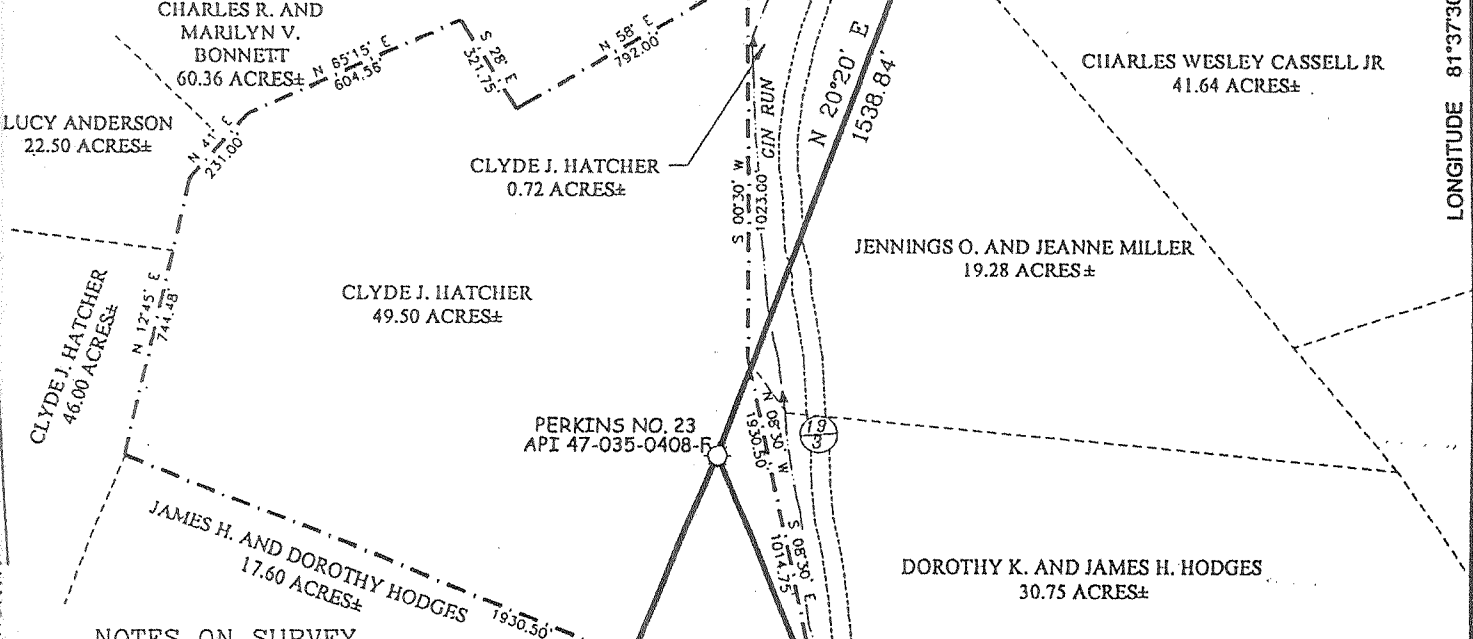 CHARLES R. AND
MARILYN V.
BONNETT
60.36 ACRES±
N 65°15' E
604.56'
S 28° E
321.75'
N 58° E
792.00'
LUCY ANDERSON
22.50 ACRES±
N 41° E
231.00'
CLYDE J. HATCHER
0.72 ACRES±
S 00°30' W
1023.00'
GIN RUN
N 20°20' E
1538.84'
CHARLES WESLEY CASSELL JR
41.64 ACRES±
LONGITUDE 81°37'30
JENNINGS O. AND JEANNE MILLER
19.28 ACRES±
CLYDE J. HATCHER
49.50 ACRES±
CLYDE J. HATCHER
46.00 ACRES±
N 12°45' E
744.48'
PERKINS NO. 23
API 47-035-0408-F
N 08°30' W
1930.50'
19
3
S 08°30' E
1014.75'
JAMES H. AND DOROTHY HODGES
17.60 ACRES±
1930.50'
DOROTHY K. AND JAMES H. HODGES
30.75 ACRES±
NOTES ON SURVEY